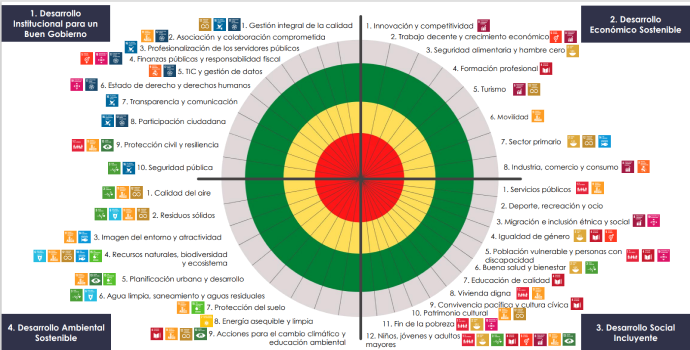 1. Desarrollo
Institucional para un
Buen Gobierno
1. Gestión integral de la calidad
2. Asociación y colaboración comprometida
3. Profesionalización de los servidores públicos
4. Finanzas públicas y responsabilidad fiscal
5. TIC y gestión de datos
6. Estado de derecho y derechos humanos
7. Transparencia y comunicación
8. Participación ciudadana
9. Protección civil y resiliencia
10. Seguridad pública
2. Desarrollo
Económico Sostenible
1. Innovación y competitividad
2. Trabajo decente y crecimiento económico
3. Seguridad alimentaria y hambre cero
4. Formación profesional
5. Turismo
6. Movilidad
7. Sector primario
8. Industria, comercio y consumo
1. Servicios públicos
2. Deporte, recreación y ocio
3. Migración e inclusión étnica y social
4. Igualdad de género
5. Población vulnerable y personas con
discapacidad
6. Buena salud y bienestar
7. Educación de calidad
8. Vivienda digna
9. Convivencia pacífica y cultura cívica
10. Patrimonio cultural
11. Fin de la pobreza
12. Niños, jóvenes y adultos
mayores
3. Desarrollo Social
Incluyente
1. Calidad del aire
2. Residuos sólidos
3. Imagen del entorno y atractividad
4. Recursos naturales, biodiversidad
y ecosistema
5. Planificación urbana y desarrollo
6. Agua limpia, saneamiento y aguas residuales
7. Protección del suelo
8. Energía asequible y limpia
9. Acciones para el cambio climático y
educación ambiental
4. Desarrollo Ambiental
Sostenible